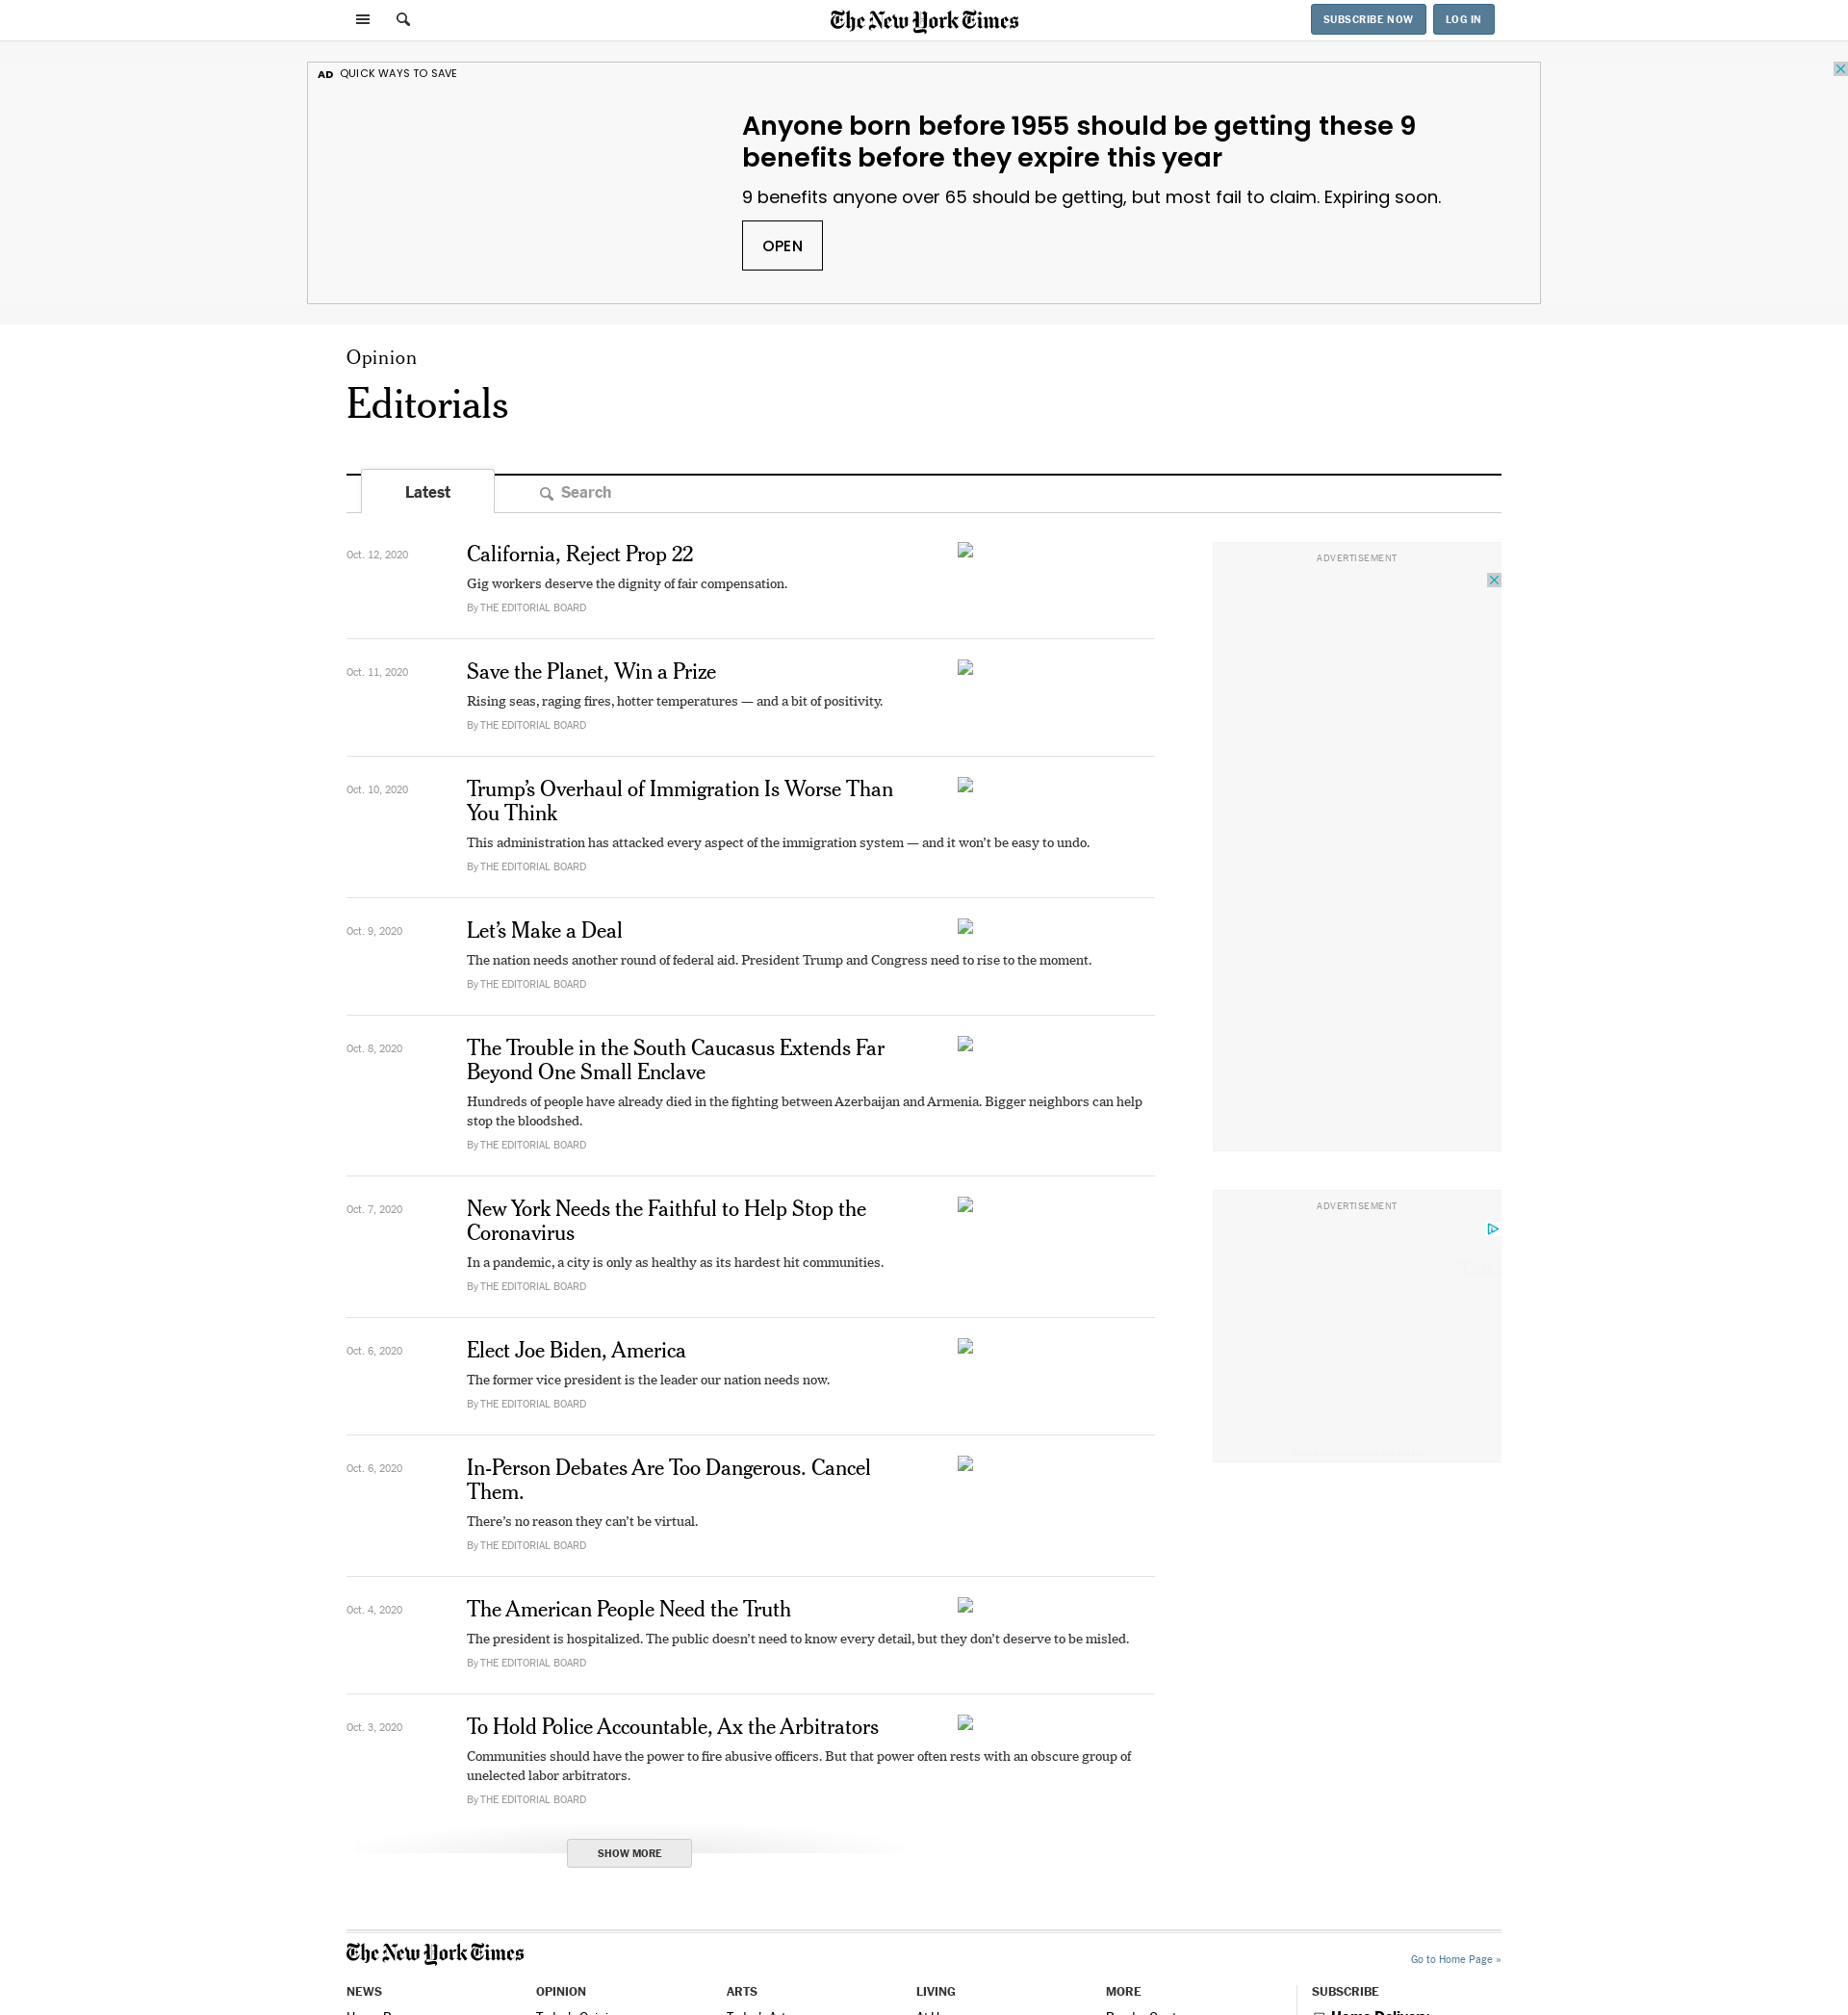 The New York Times
SUBSCRIBE NOW
LOG IN
AD QUICK WAYS TO SAVE
Anyone born before 1955 should be getting these 9
benefits before they expire this year
9 benefits anyone over 65 should be getting, but most fail to claim. Expiring soon.
OPEN
Opinion
Editorials
Latest
Search
Oct. 12, 2020
California, Reject Prop 22
Gig workers deserve the dignity of fair compensation.
By THE EDITORIAL BOARD
Oct. 11, 2020
Save the Planet, Win a Prize
Rising seas, raging fires, hotter temperatures — and a bit of positivity.
By THE EDITORIAL BOARD
Oct. 10, 2020
Trump’s Overhaul of Immigration Is Worse Than
You Think
This administration has attacked every aspect of the immigration system — and it won’t be easy to undo.
By THE EDITORIAL BOARD
Oct. 9, 2020
Let’s Make a Deal
The nation needs another round of federal aid. President Trump and Congress need to rise to the moment.
By THE EDITORIAL BOARD
Oct. 8, 2020
The Trouble in the South Caucasus Extends Far
Beyond One Small Enclave
Hundreds of people have already died in the fighting between Azerbaijan and Armenia. Bigger neighbors can help
stop the bloodshed.
By THE EDITORIAL BOARD
Oct. 7, 2020
New York Needs the Faithful to Help Stop the
Coronavirus
In a pandemic, a city is only as healthy as its hardest hit communities.
By THE EDITORIAL BOARD
Oct. 6, 2020
Elect Joe Biden, America
The former vice president is the leader our nation needs now.
By THE EDITORIAL BOARD
Oct. 6, 2020
In-Person Debates Are Too Dangerous. Cancel
Them.
There’s no reason they can’t be virtual.
By THE EDITORIAL BOARD
Oct. 4, 2020
The American People Need the Truth
The president is hospitalized. The public doesn’t need to know every detail, but they don’t deserve to be misled.
By THE EDITORIAL BOARD
Oct. 3, 2020
To Hold Police Accountable, Ax the Arbitrators
Communities should have the power to fire abusive officers. But that power often rests with an obscure group of
unelected labor arbitrators.
By THE EDITORIAL BOARD
SHOW MORE
ADVERTISEMENT
ADVERTISEMENT
The New York Times
Go to Home Page »
NEWS
OPINION
ARTS
LIVING
MORE
SUBSCRIBE